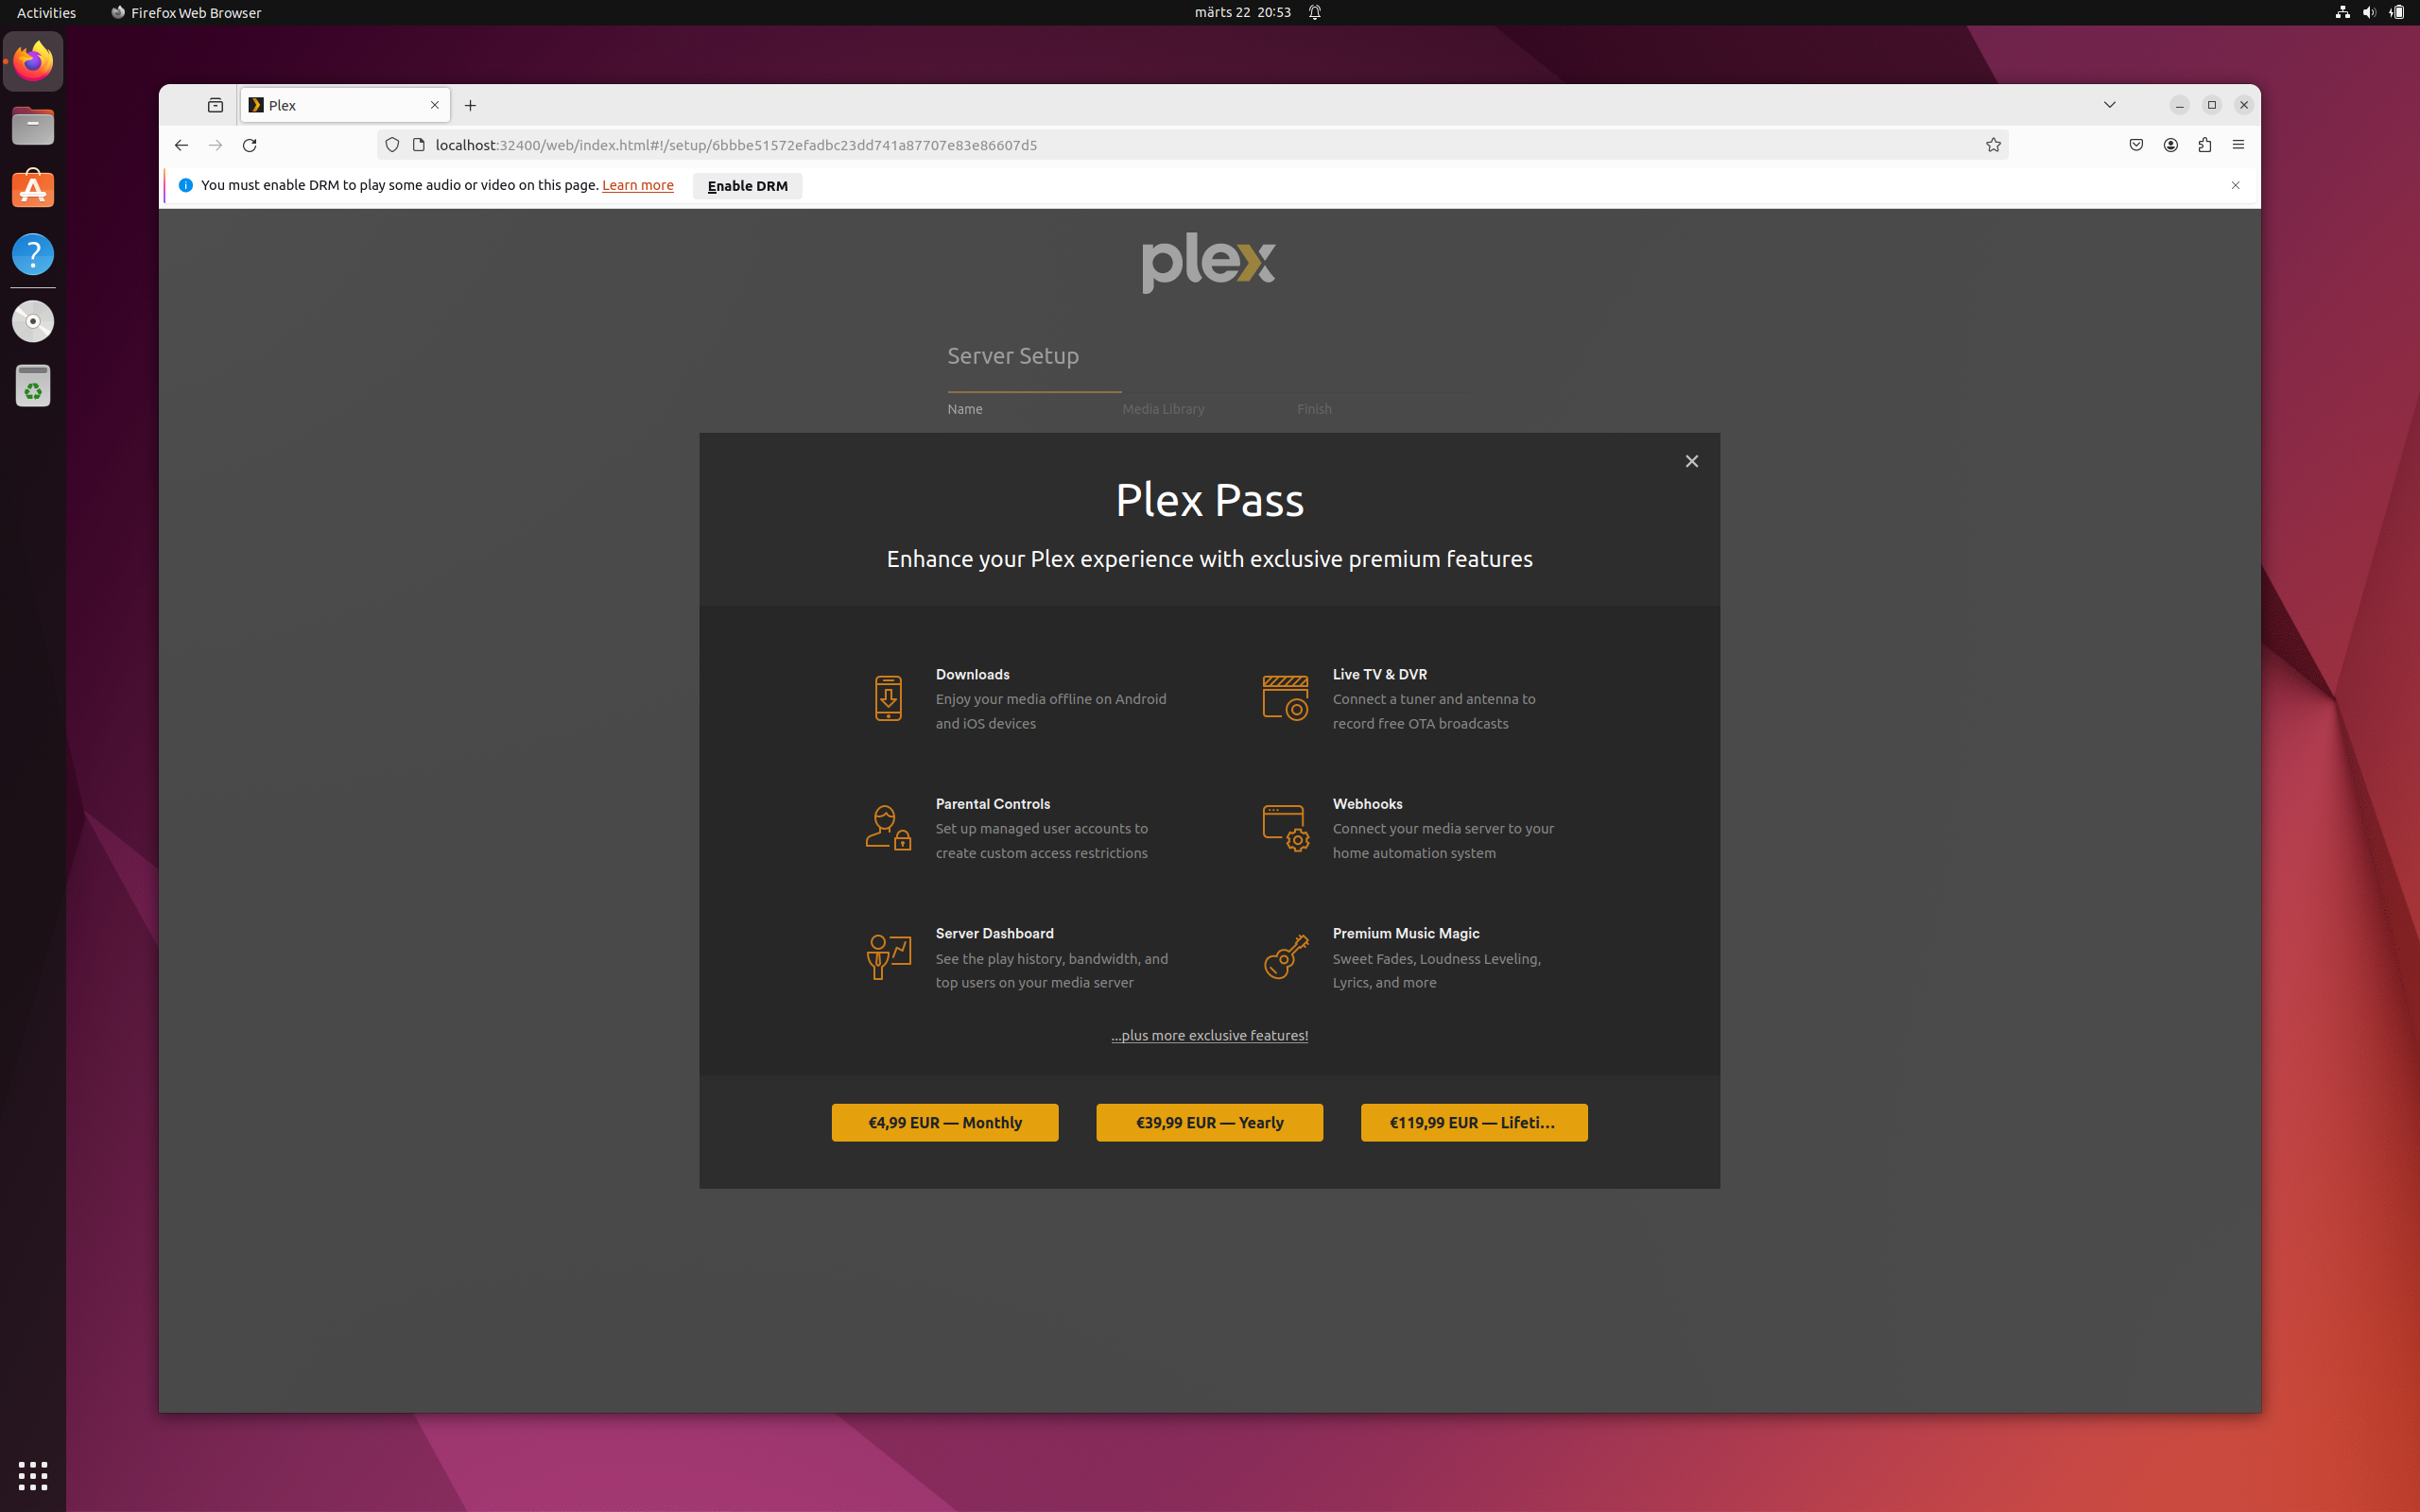 Activities
Firefox Web Browser
märts 22 20:53
Plex
localhost:32400/web/index.html#!/setup/6bbbe51572efadbc23dd741a87707e83e86607d5
You must enable DRM to play some audio or video on this page. Learn more
Enable DRM
plex
Server Setup
Name
Media Library
Finish
Plex Pass
Enhance your Plex experience with exclusive premium features
Downloads
Enjoy your media offline on Android
and iOS devices
Live TV & DVR
Connect a tuner and antenna to
record free OTA broadcasts
Parental Controls
Set up managed user accounts to
create custom access restrictions
Webhooks
Connect your media server to your
home automation system
Server Dashboard
See the play history, bandwidth, and
top users on your media server
Premium Music Magic
Sweet Fades, Loudness Leveling,
Lyrics, and more
...plus more exclusive features!
€4,99 EUR — Monthly
€39,99 EUR — Yearly
€119,99 EUR — Lifeti...